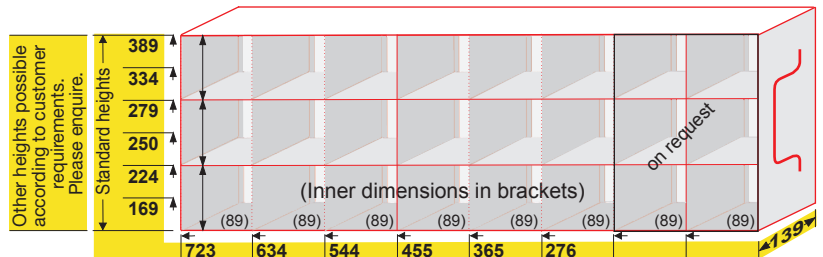 Other heights possible
according to customer
requirements.
Please enquire.
Standard heights
389
334
279
250
224
169
on request
(Inner dimensions in brackets)
(89) (89) (89) (89) (89) (89) (89) (89)
723 634 544 455 365 276
139